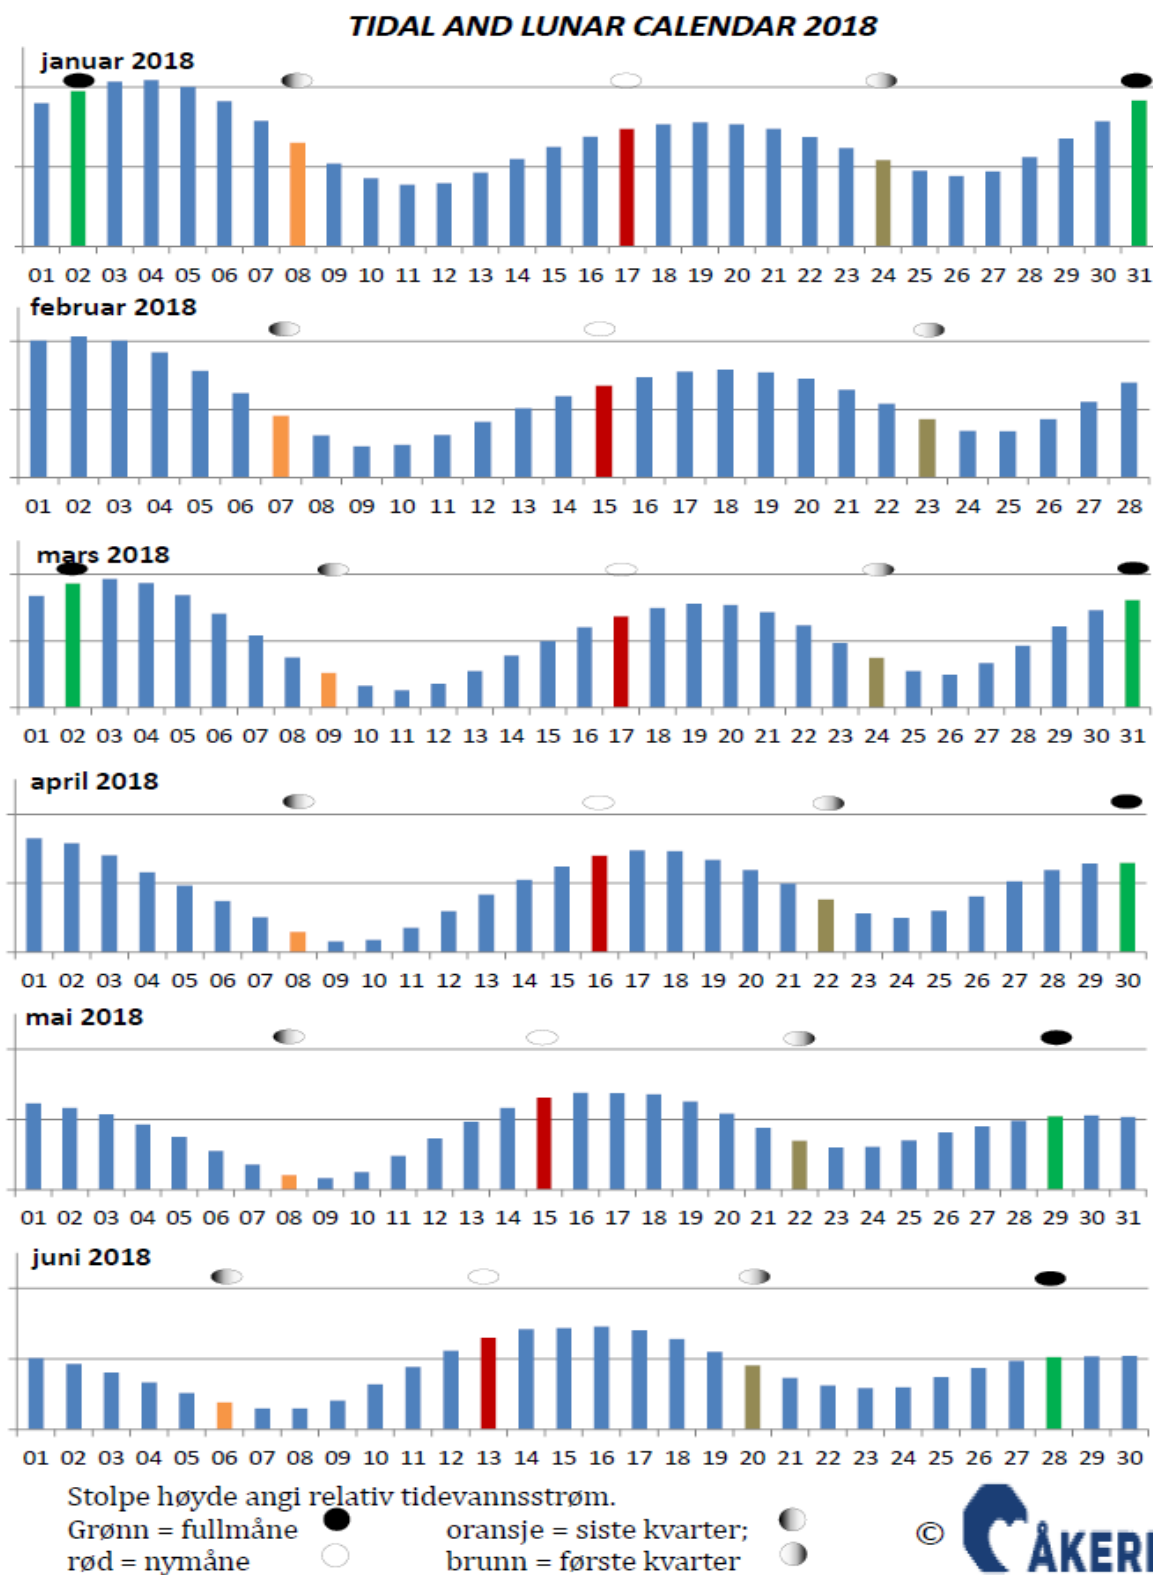 TIDAL AND LUNAR CALENDAR 2018
januar 2018
01 02 03 04 05 06 07 08 09 10 11 12 13 14 15 16 17 18 19 20 21 22 23 24 25 26 27 28 29 30 31
februar 2018
01 02 03 04 05 06 07 08 09 10 11 12 13 14 15 16 17 18 19 20 21 22 23 24 25 26 27 28
mars 2018
01 02 03 04 05 06 07 08 09 10 11 12 13 14 15 16 17 18 19 20 21 22 23 24 25 26 27 28 29 30 31
april 2018
01 02 03 04 05 06 07 08 09 10 11 12 13 14 15 16 17 18 19 20 21 22 23 24 25 26 27 28 29 30
mai 2018
01 02 03 04 05 06 07 08 09 10 11 12 13 14 15 16 17 18 19 20 21 22 23 24 25 26 27 28 29 30 31
juni 2018
01 02 03 04 05 06 07 08 09 10 11 12 13 14 15 16 17 18 19 20 21 22 23 24 25 26 27 28 29 30
Stolpe høyde angi relativ tidevannsstrøm.
Grønn = fullmåne oransje = siste kvarter;
rød = nymåne brunn = første kvarter
© ÅKER